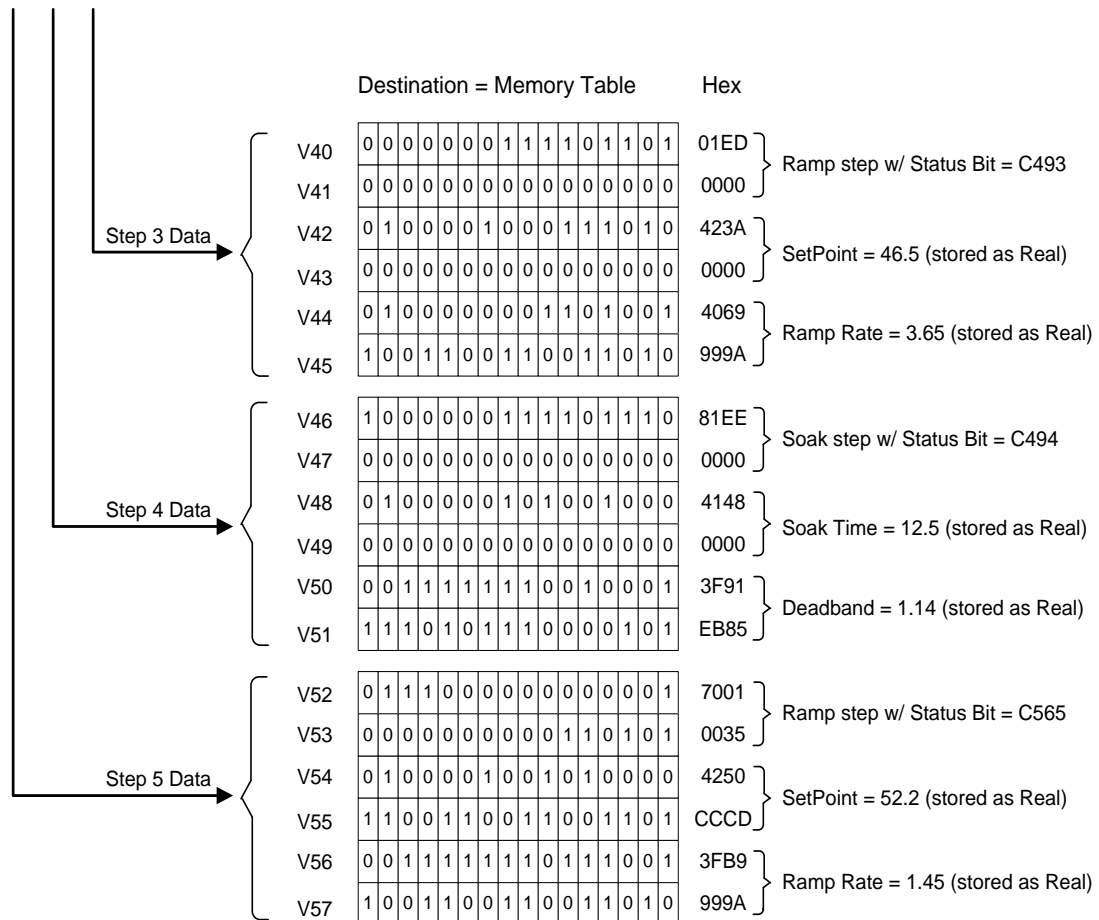 Destination = Memory Table Hex
V40 0 0 0 0 0 0 0 1 1 1 1 0 1 1 0 1 01ED
Ramp step w/ Status Bit = C493
V41 0 0 0 0 0 0 0 0 0 0 0 0 0 0 0 0 0000
Step 3 Data
V42 0 1 0 0 0 0 1 0 0 0 1 1 1 0 1 0 423A
SetPoint = 46.5 (stored as Real)
V43 0 0 0 0 0 0 0 0 0 0 0 0 0 0 0 0 0000
V44 0 1 0 0 0 0 0 0 0 1 1 0 1 0 0 1 4069
Ramp Rate = 3.65 (stored as Real)
V45 1 0 0 1 1 0 0 1 1 0 0 1 1 0 1 0 999A
V46 1 0 0 0 0 0 0 1 1 1 1 0 1 1 1 0 81EE
Soak step w/ Status Bit = C494
V47 0 0 0 0 0 0 0 0 0 0 0 0 0 0 0 0 0000
Step 4 Data
V48 0 1 0 0 0 0 0 1 0 1 0 0 1 0 0 0 4148
Soak Time = 12.5 (stored as Real)
V49 0 0 0 0 0 0 0 0 0 0 0 0 0 0 0 0 0000
V50 0 0 1 1 1 1 1 1 1 0 0 1 0 0 0 1 3F91
Deadband = 1.14 (stored as Real)
V51 1 1 1 0 1 0 1 1 1 0 0 0 0 1 0 1 EB85
V52 0 1 1 1 0 0 0 0 0 0 0 0 0 0 0 1 7001
Ramp step w/ Status Bit = C565
V53 0 0 0 0 0 0 0 0 0 0 1 1 0 1 0 1 0035
Step 5 Data
V54 0 1 0 0 0 0 1 0 0 1 0 1 0 0 0 0 4250
SetPoint = 52.2 (stored as Real)
V55 1 1 0 0 1 1 0 0 1 1 0 0 1 1 0 1 CCCD
V56 0 0 1 1 1 1 1 1 1 0 1 1 1 0 0 1 3FB9
Ramp Rate = 1.45 (stored as Real)
V57 1 0 0 1 1 0 0 1 1 0 0 1 1 0 1 0 999A